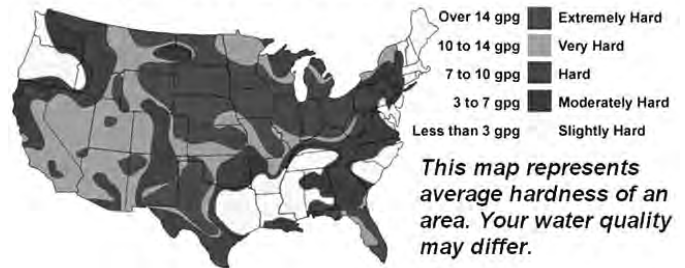 Over 14 gpg Extremely Hard
10 to 14 gpg Very Hard
7 to 10 gpg Hard
3 to 7 gpg Moderately Hard
Less than 3 gpg Slightly Hard
This map represents
average hardness of an
area. Your water quality
may differ.